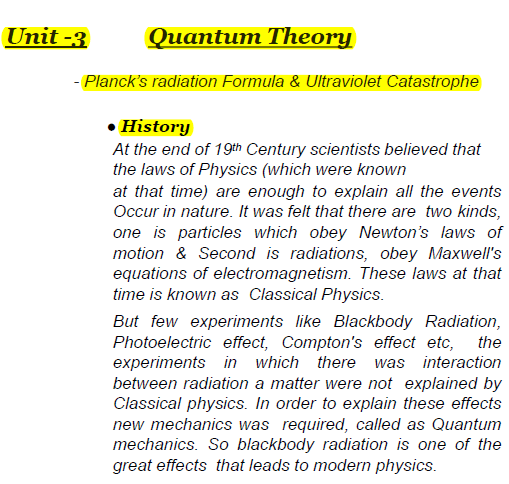 Unit -3 Quantum Theory
- Planck's radiation Formula & Ultraviolet Catastrophe
• History
At the end of 19th Century scientists believed that
the laws of Physics (which were known
at that time) are enough to explain all the events
Occur in nature. It was felt that there are two kinds,
one is particles which obey Newton's laws of
motion & Second is radiations, obey Maxwell's
equations of electromagnetism. These laws at that
time is known as Classical Physics.
But few experiments like Blackbody Radiation,
Photoelectric effect, Compton's effect etc, the
experiments in which there was interaction
between radiation a matter were not explained by
Classical physics. In order to explain these effects
new mechanics was required, called as Quantum
mechanics. So blackbody radiation is one of the
great effects that leads to modern physics.